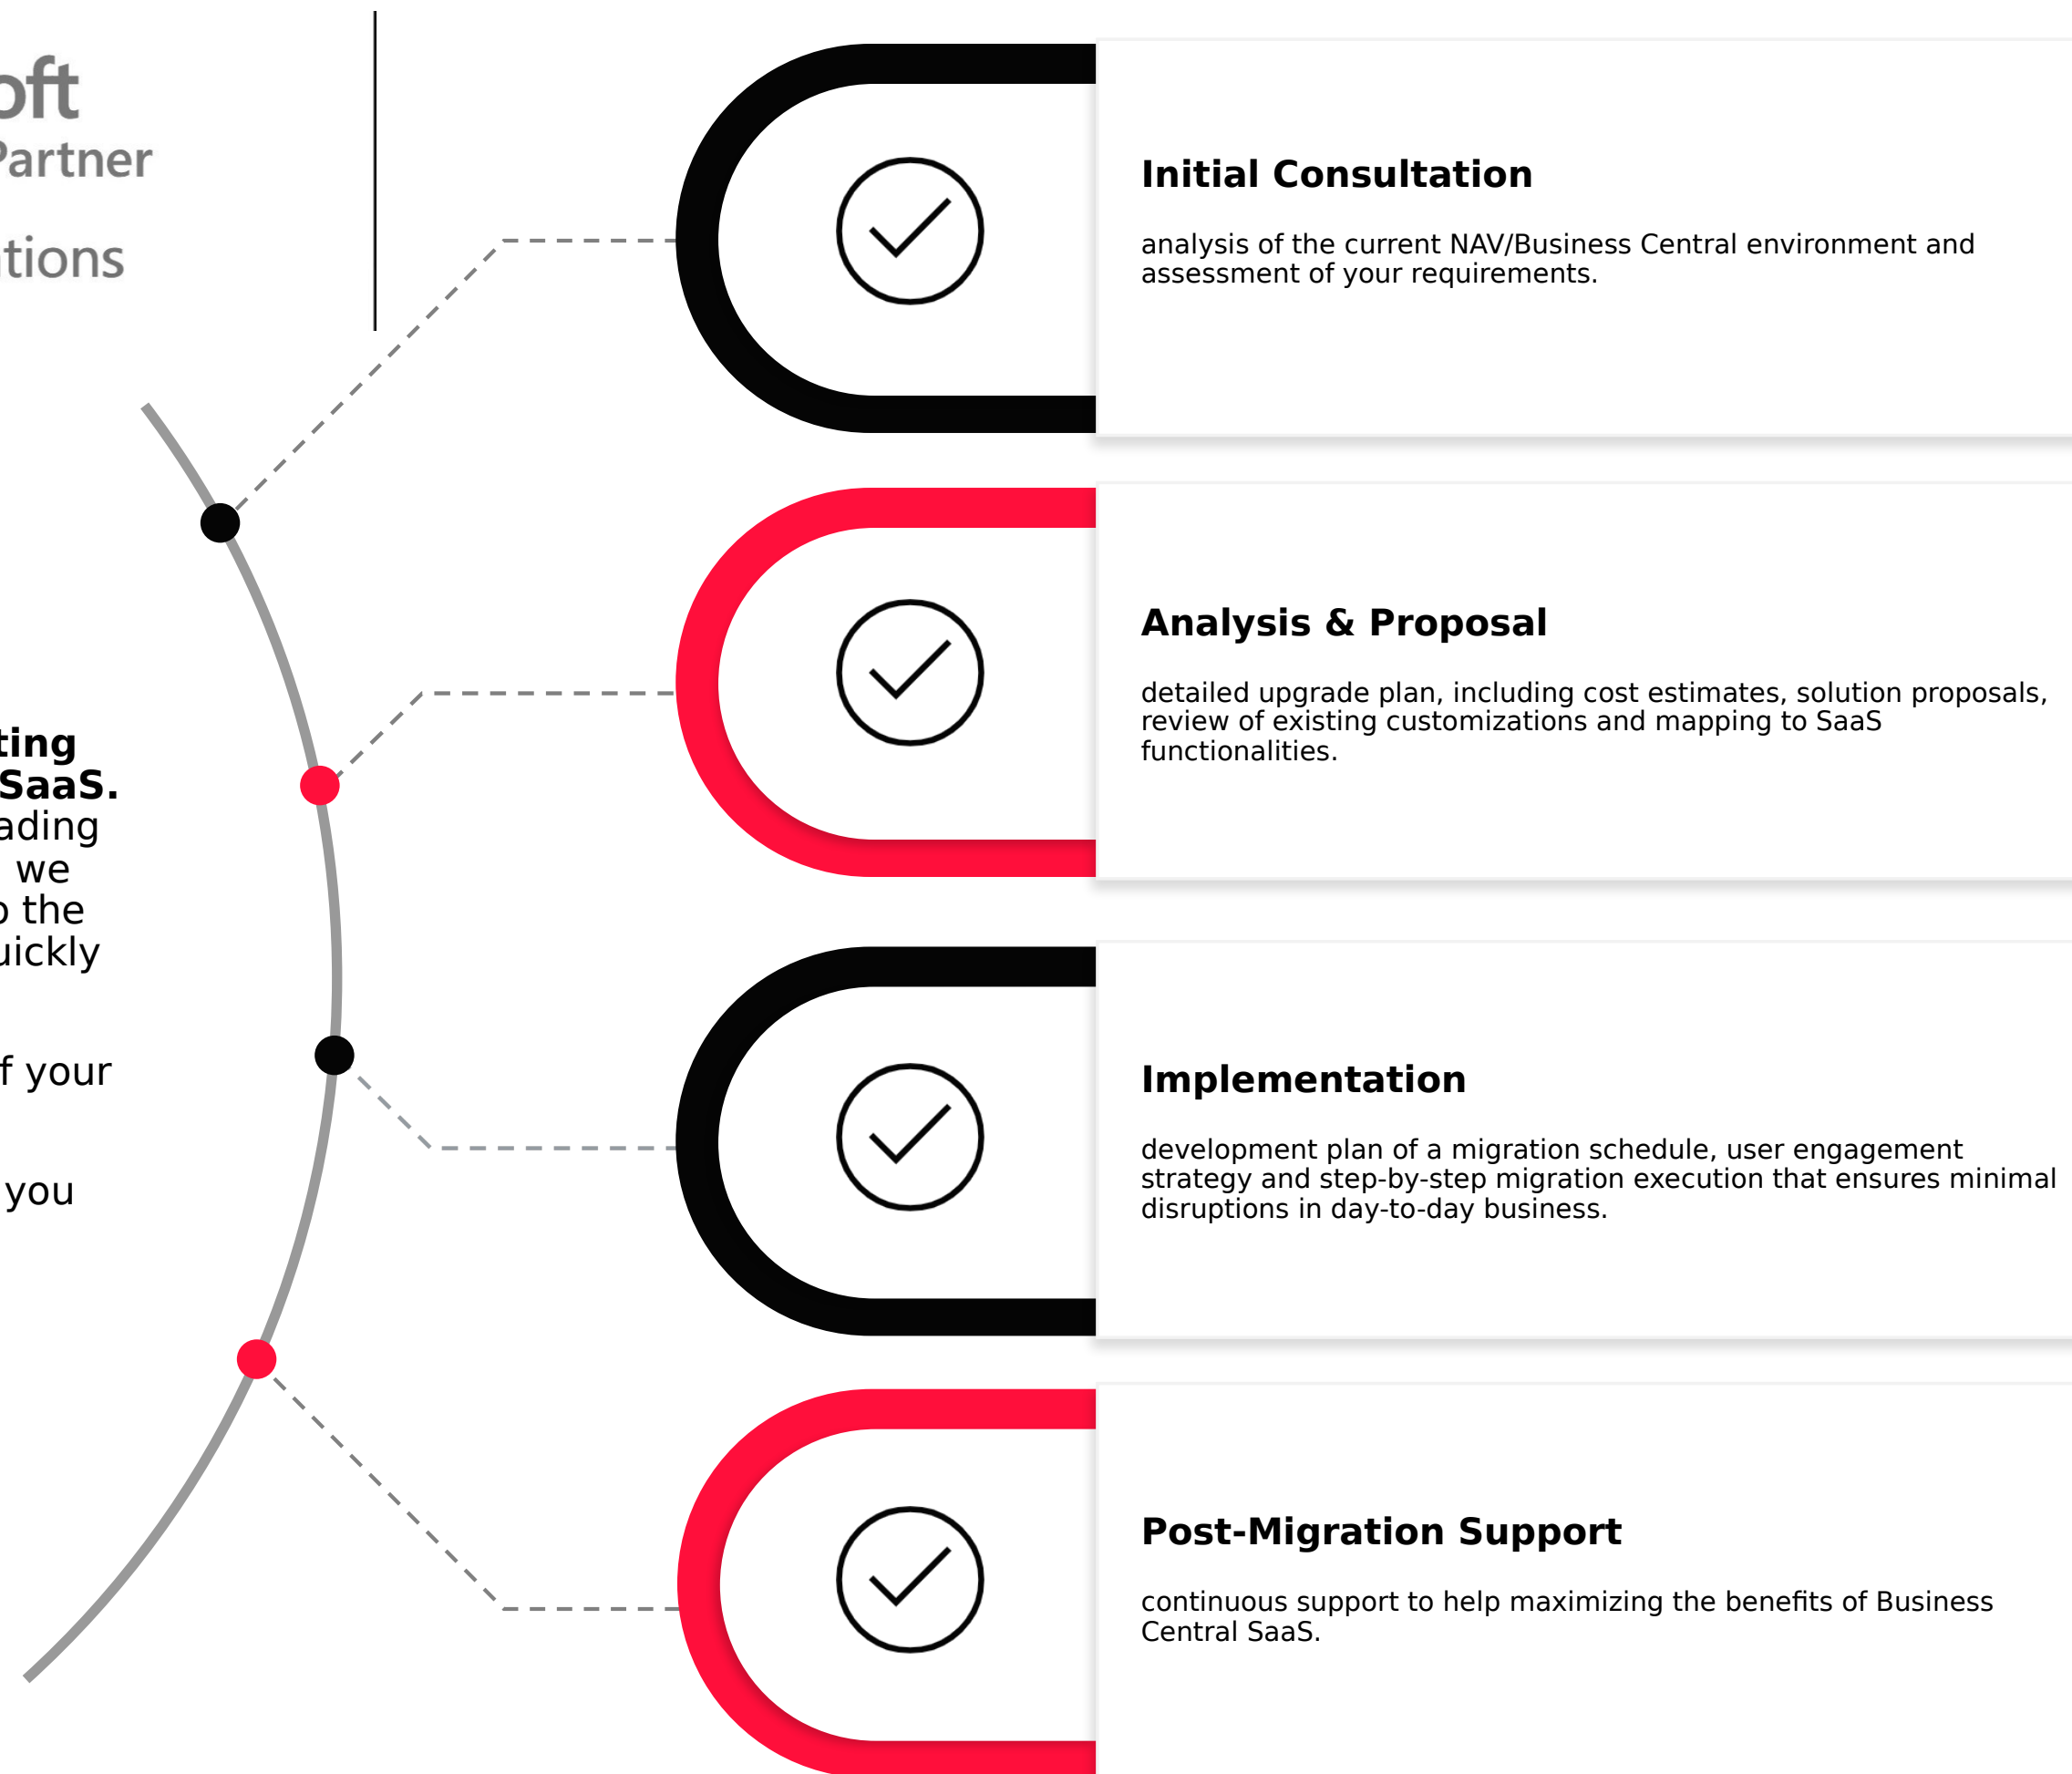 oft
Partner
tions
ting
SaaS.
ading
we
the
uickly
f your
you
Initial Consultation
analysis of the current NAV/Business Central environment and
assessment of your requirements.
Analysis & Proposal
detailed upgrade plan, including cost estimates, solution proposals,
review of existing customizations and mapping to SaaS
functionalities.
Implementation
development plan of a migration schedule, user engagement
strategy and step-by-step migration execution that ensures minimal
disruptions in day-to-day business.
Post-Migration Support
continuous support to help maximizing the benefits of Business
Central SaaS.